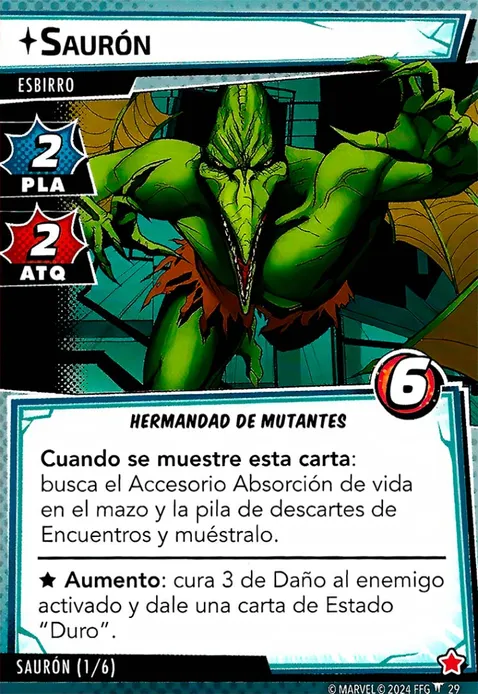 SAURÓN
ESBIRRO
2
PLA
2
ATQ
6
HERMANDAD DE MUTANTES
Cuando se muestre esta carta:
busca el Accesorio Absorción de vida
en el mazo y la pila de descartes de
Encuentros y muéstralo.
★ Aumento: cura 3 de Daño al enemigo
activado y dale una carta de Estado
"Duro".
SAURÓN (1/6)
© MARVEL © 2024 FFG 29